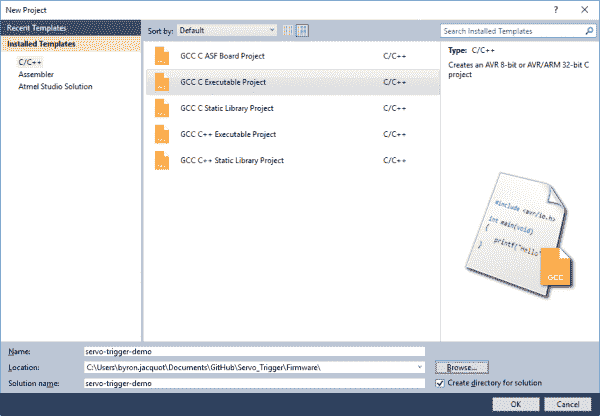 New Project
? ×
Recent Templates
Sort by: Default
Search Installed Templates
Installed Templates
C/C++
Assembler
Atmel Studio Solution
GCC C ASF Board Project C/C++
GCC C Executable Project C/C++
GCC C Static Library Project C/C++
GCC C++ Executable Project C/C++
GCC C++ Static Library Project C/C++
Type: C/C++
Creates an AVR 8-bit or AVR/ARM 32-bit C
project
#include <avr/io.h>
int main(void)
{
printf("Hello"
}
GCC
Name: servo-trigger-demo
Location: C:\Users\byron.jacquot\Documents\GitHub\Servo_Trigger\Firmware\
Browse...
Solution name: servo-trigger-demo
Create directory for solution
OK Cancel